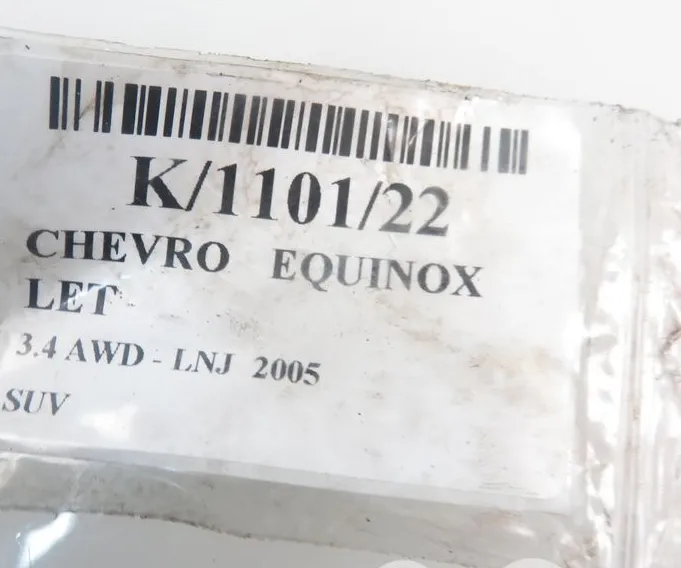 K/1101/22
CHEVRO EQUINOX
LET
3.4 AWD - LNJ 2005
SUV